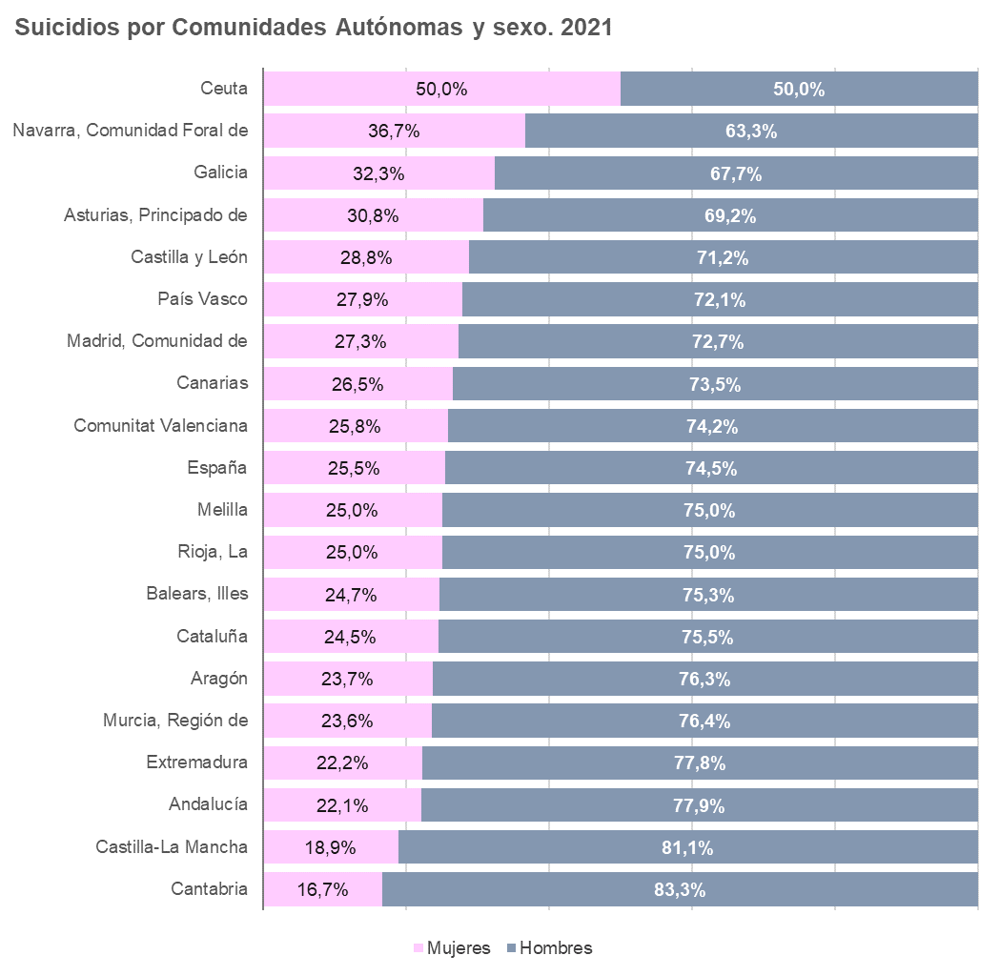 Suicidios por Comunidades Autónomas y sexo. 2021
Ceuta 50,0% 50,0%
Navarra, Comunidad Foral de 36,7% 63,3%
Galicia 32,3% 67,7%
Asturias, Principado de 30,8% 69,2%
Castilla y León 28,8% 71,2%
País Vasco 27,9% 72,1%
Madrid, Comunidad de 27,3% 72,7%
Canarias 26,5% 73,5%
Comunitat Valenciana 25,8% 74,2%
España 25,5% 74,5%
Melilla 25,0% 75,0%
Rioja, La 25,0% 75,0%
Balears, Illes 24,7% 75,3%
Cataluña 24,5% 75,5%
Aragón 23,7% 76,3%
Murcia, Región de 23,6% 76,4%
Extremadura 22,2% 77,8%
Andalucía 22,1% 77,9%
Castilla-La Mancha 18,9% 81,1%
Cantabria 16,7% 83,3%
Mujeres Hombres